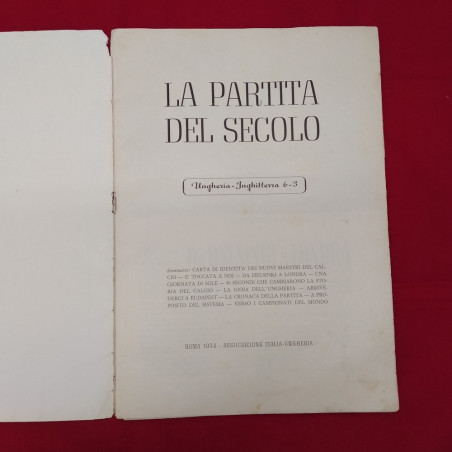 LA PARTITA
DEL SECOLO
Ungheria - Inghilterra 6-3
Sommario: CARTA DI IDENTITA' DEI NUOVI MAESTRI DEL CAL-
CIO — E' TOCCATA A NOI — DA HELSINKI A LONDRA — UNA
GIORNATA DI SOLE — 90 SECONDI CHE CAMBIARONO LA STO-
RIA DEL CALCIO — LA GIOIA DELL'UNGHERIA — ARRIVE-
DERCI A BUDAPEST — LA CRONACA DELLA PARTITA — A PRO-
POSITO DEL SISTEMA — VERSO I CAMPIONATI DEL MONDO
ROMA 1954 - ASSOCIAZIONE ITALIA-UNGHERIA